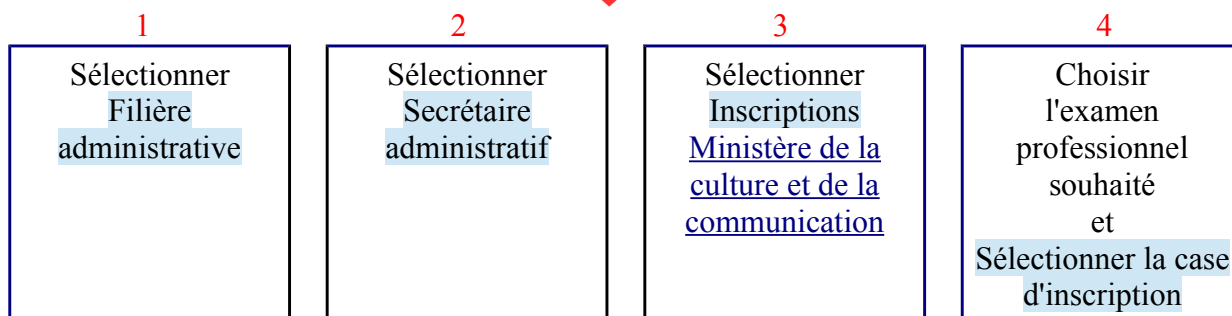 1
Sélectionner
Filière
administrative
2
Sélectionner
Secrétaire
administratif
3
Sélectionner
Inscriptions
Ministère de la
culture et de la
communication
4
Choisir
l'examen
professionnel
souhaité
et
Sélectionner la case
d'inscription